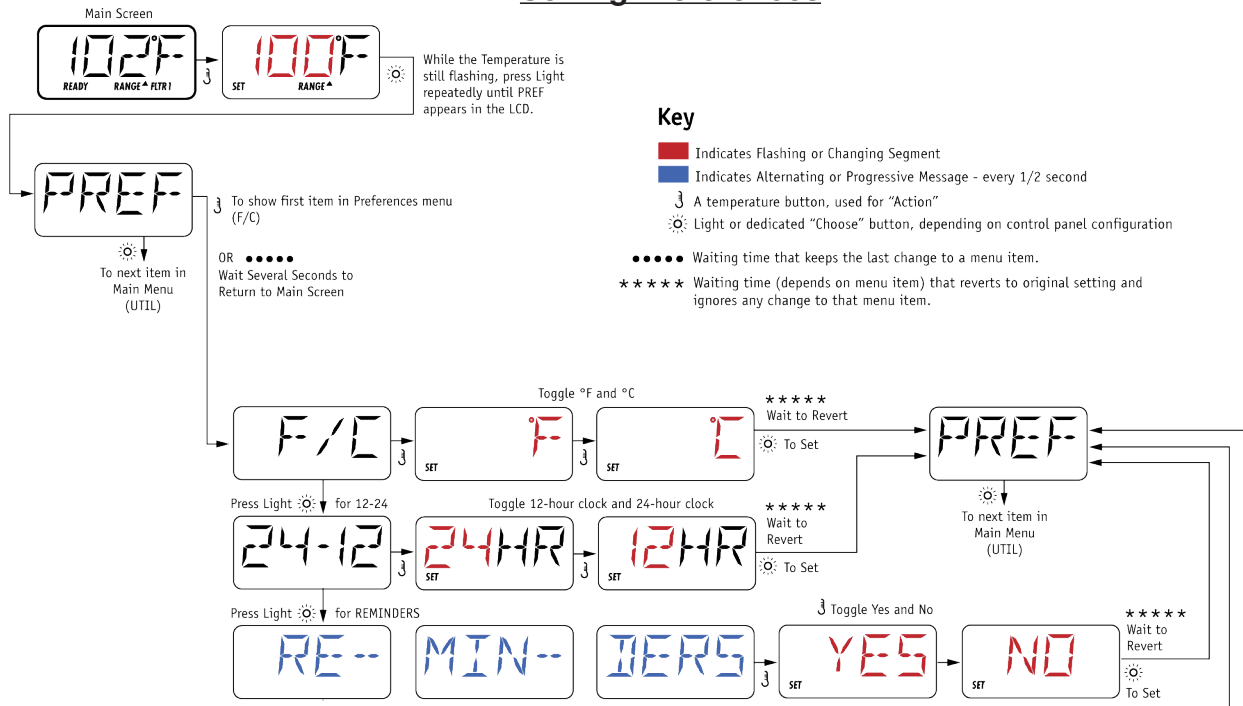 Main Screen
102°F
READY RANGE FLTR1
100°F
SET RANGE
While the Temperature is
still flashing, press Light
repeatedly until PREF
appears in the LCD.
Key
Indicates Flashing or Changing Segment
Indicates Alternating or Progressive Message - every 1/2 second
A temperature button, used for “Action”
Light or dedicated “Choose” button, depending on control panel configuration
●●●●● Waiting time that keeps the last change to a menu item.
***** Waiting time (depends on menu item) that reverts to original setting and
ignores any change to that menu item.
PREF
To show first item in Preferences menu
(F/C)
OR ●●●●●
Wait Several Seconds to
Return to Main Screen
To next item in
Main Menu
(UTIL)
Toggle °F and °C
F/C
°F
SET
°C
SET
*****
Wait to Revert
To Set
PREF
To next item in
Main Menu
(UTIL)
Press Light for 12-24
Toggle 12-hour clock and 24-hour clock
24-12
24HR
SET
12HR
SET
*****
Wait to
Revert
To Set
Press Light for REMINDERS
Toggle Yes and No
RE--
MIN--
DERS
YES
SET
NO
SET
*****
Wait to
Revert
To Set